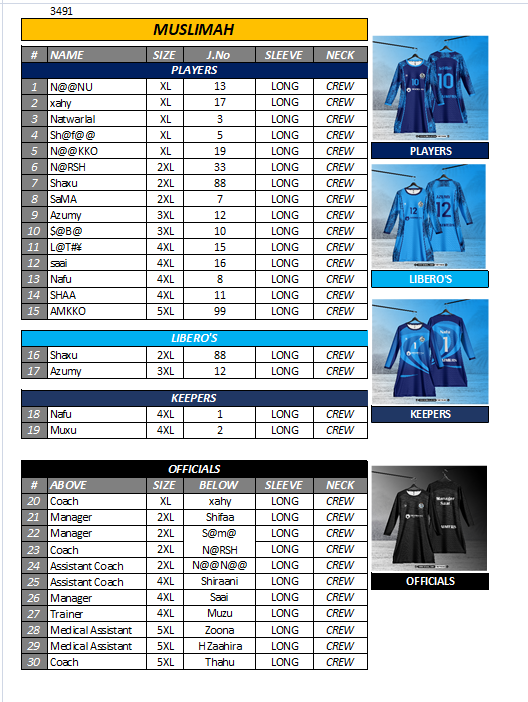 3491
MUSLIMAH
# NAME SIZE J.No SLEEVE NECK
PLAYERS
1 N@@NU XL 13 LONG CREW
2 xahy XL 17 LONG CREW
3 Natwarlal XL 3 LONG CREW
4 Sh@f@@ XL 5 LONG CREW
5 N@@KKO XL 19 LONG CREW
6 N@RSH 2XL 33 LONG CREW
7 Shaxu 2XL 88 LONG CREW
8 SaMA 2XL 7 LONG CREW
9 Azumy 3XL 12 LONG CREW
10 $@B@ 3XL 10 LONG CREW
11 L@T#¥ 4XL 15 LONG CREW
12 saai 4XL 16 LONG CREW
13 Nafu 4XL 8 LONG CREW
14 SHAA 4XL 11 LONG CREW
15 AMKKO 5XL 99 LONG CREW
LIBERO'S
16 Shaxu 2XL 88 LONG CREW
17 Azumy 3XL 12 LONG CREW
KEEPERS
18 Nafu 4XL 1 LONG CREW
19 Muxu 4XL 2 LONG CREW
OFFICIALS
# ABOVE SIZE BELOW SLEEVE NECK
20 Coach XL xahy LONG CREW
21 Manager 2XL Shifaa LONG CREW
22 Manager 2XL S@m@ LONG CREW
23 Coach 2XL N@RSH LONG CREW
24 Assistant Coach 2XL N@@N@@ LONG CREW
25 Assistant Coach 4XL Shiraani LONG CREW
26 Manager 4XL Saai LONG CREW
27 Trainer 4XL Muzu LONG CREW
28 Medical Assistant 5XL Zoona LONG CREW
29 Medical Assistant 5XL HZaahira LONG CREW
30 Coach 5XL Thahu LONG CREW
10
10
PLAYERS
12
12
LIBERO'S
1
Nafu
1
KEEPERS
Manager
Saai
OFFICIALS